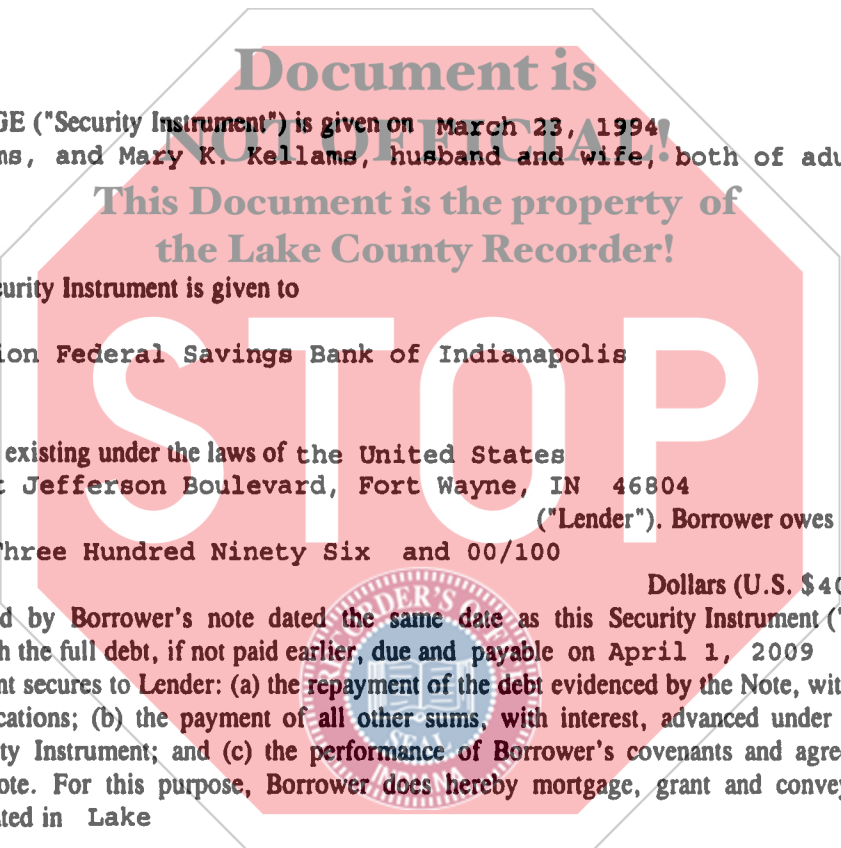 Document is
GE ("Security Instrument") is given on March 23, 1994
NOT OFFICIAL!
ms, and Mary K. Kellams, husband and wife, both of adu
This Document is the property of
the Lake County Recorder!
curity Instrument is given to
STOP
ion Federal Savings Bank of Indianapolis
existing under the laws of the United States
t Jefferson Boulevard, Fort Wayne, IN 46804
("Lender"). Borrower owes
Three Hundred Ninety Six and 00/100
Dollars (U.S. $40
d by Borrower's note dated the same date as this Security Instrument ("
h the full debt, if not paid earlier, due and payable on April 1, 2009
nt secures to Lender: (a) the repayment of the debt evidenced by the Note, wit
cations; (b) the payment of all other sums, with interest, advanced under
ty Instrument; and (c) the performance of Borrower's covenants and agre
ote. For this purpose, Borrower does hereby mortgage, grant and convey
ted in Lake
RECORDER'S
SEAL